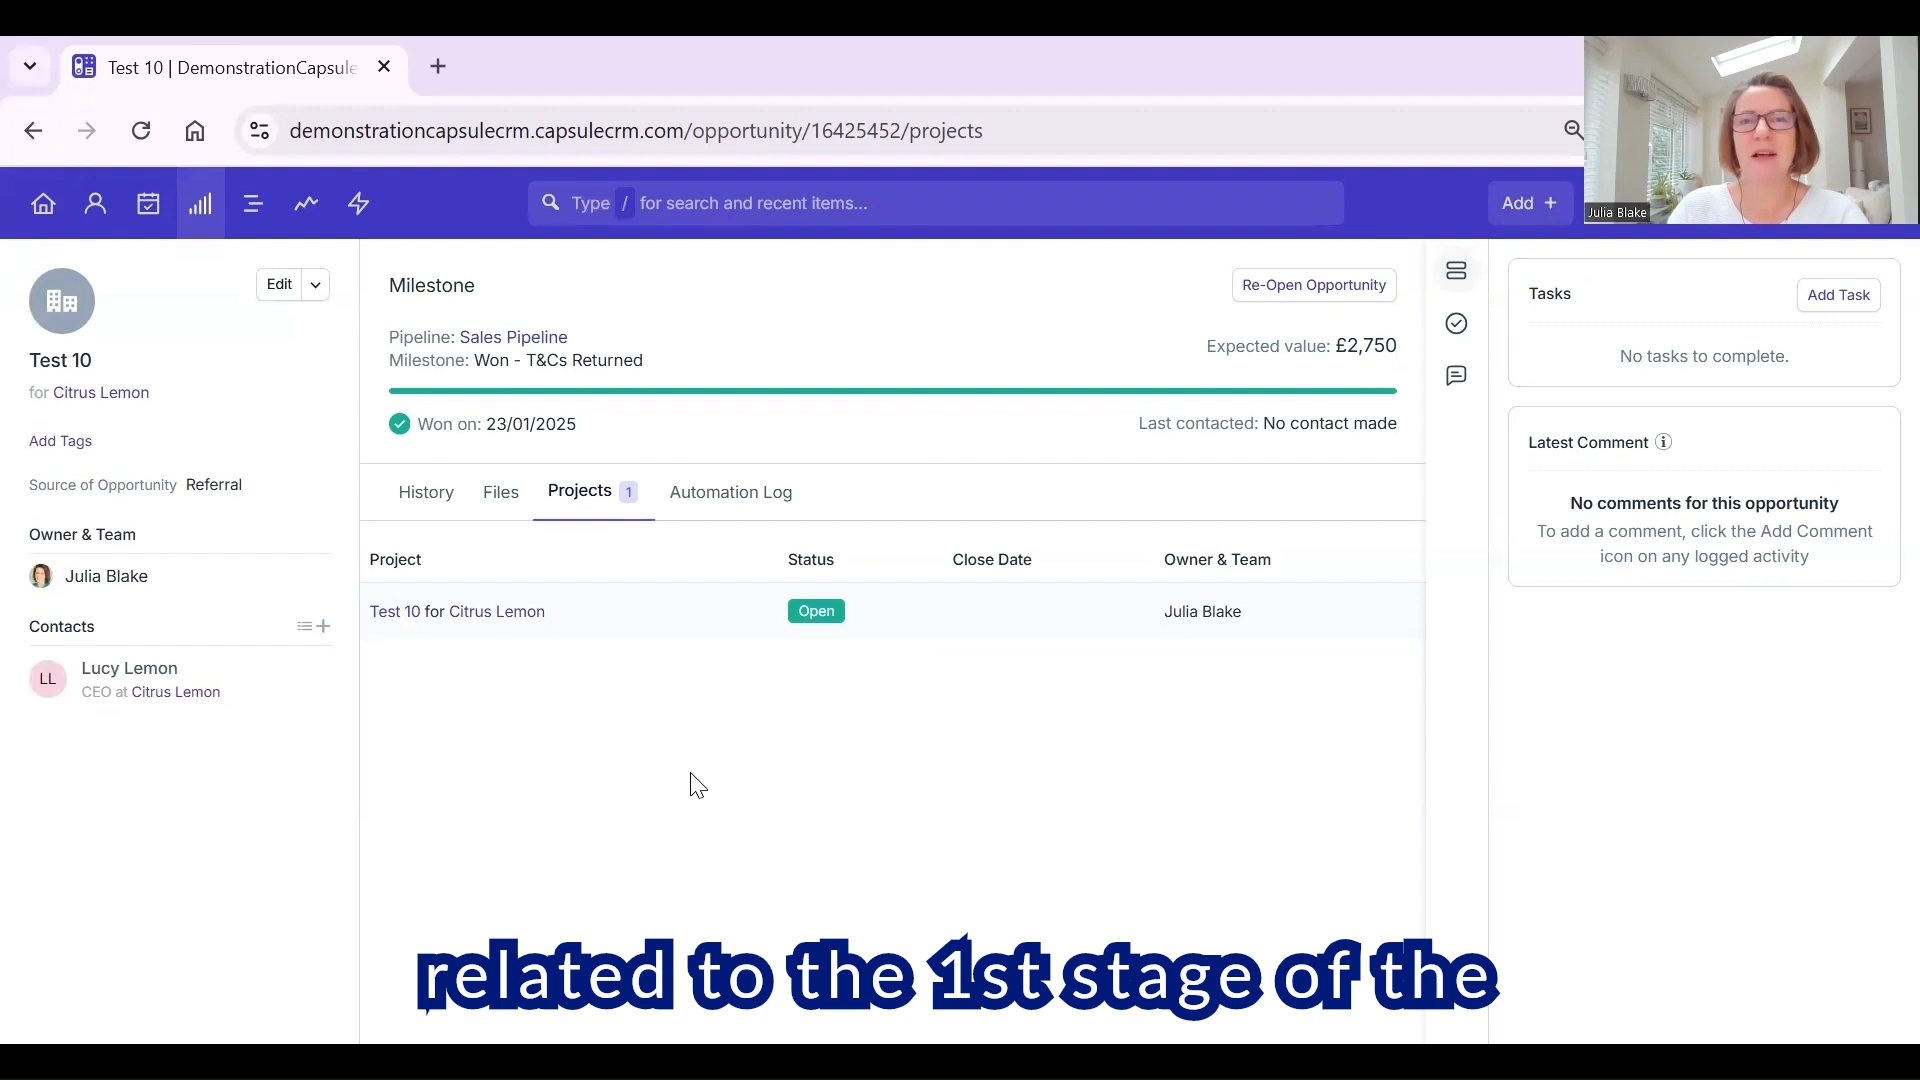 Test 10 | DemonstrationCapsule
demonstrationcapsulecrm.capsulecrm.com/opportunity/16425452/projects
Julia Blake
Type / for search and recent items...
Add +
Edit
Test 10
for Citrus Lemon
Add Tags
Source of Opportunity Referral
Owner & Team
Julia Blake
Contacts
LL
Lucy Lemon
CEO at Citrus Lemon
Milestone
Re-Open Opportunity
Pipeline: Sales Pipeline
Milestone: Won - T&Cs Returned
Expected value: £2,750
Won on: 23/01/2025
Last contacted: No contact made
History Files Projects 1 Automation Log
Project Status Close Date Owner & Team
Test 10 for Citrus Lemon Open Julia Blake
Tasks
Add Task
No tasks to complete.
Latest Comment
No comments for this opportunity
To add a comment, click the Add Comment
icon on any logged activity
related to the 1st stage of the